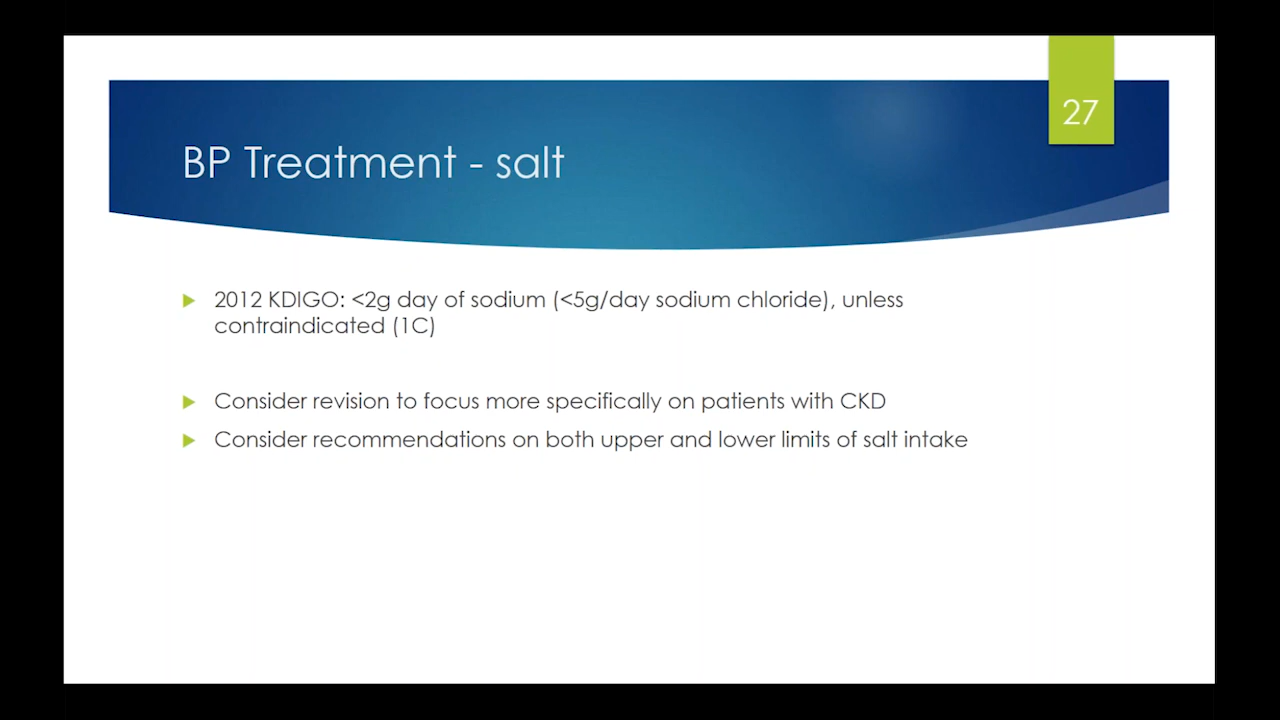 27
BP Treatment - salt
2012 KDIGO: <2g day of sodium (<5g/day sodium chloride), unless
contraindicated (1C)
Consider revision to focus more specifically on patients with CKD
Consider recommendations on both upper and lower limits of salt intake